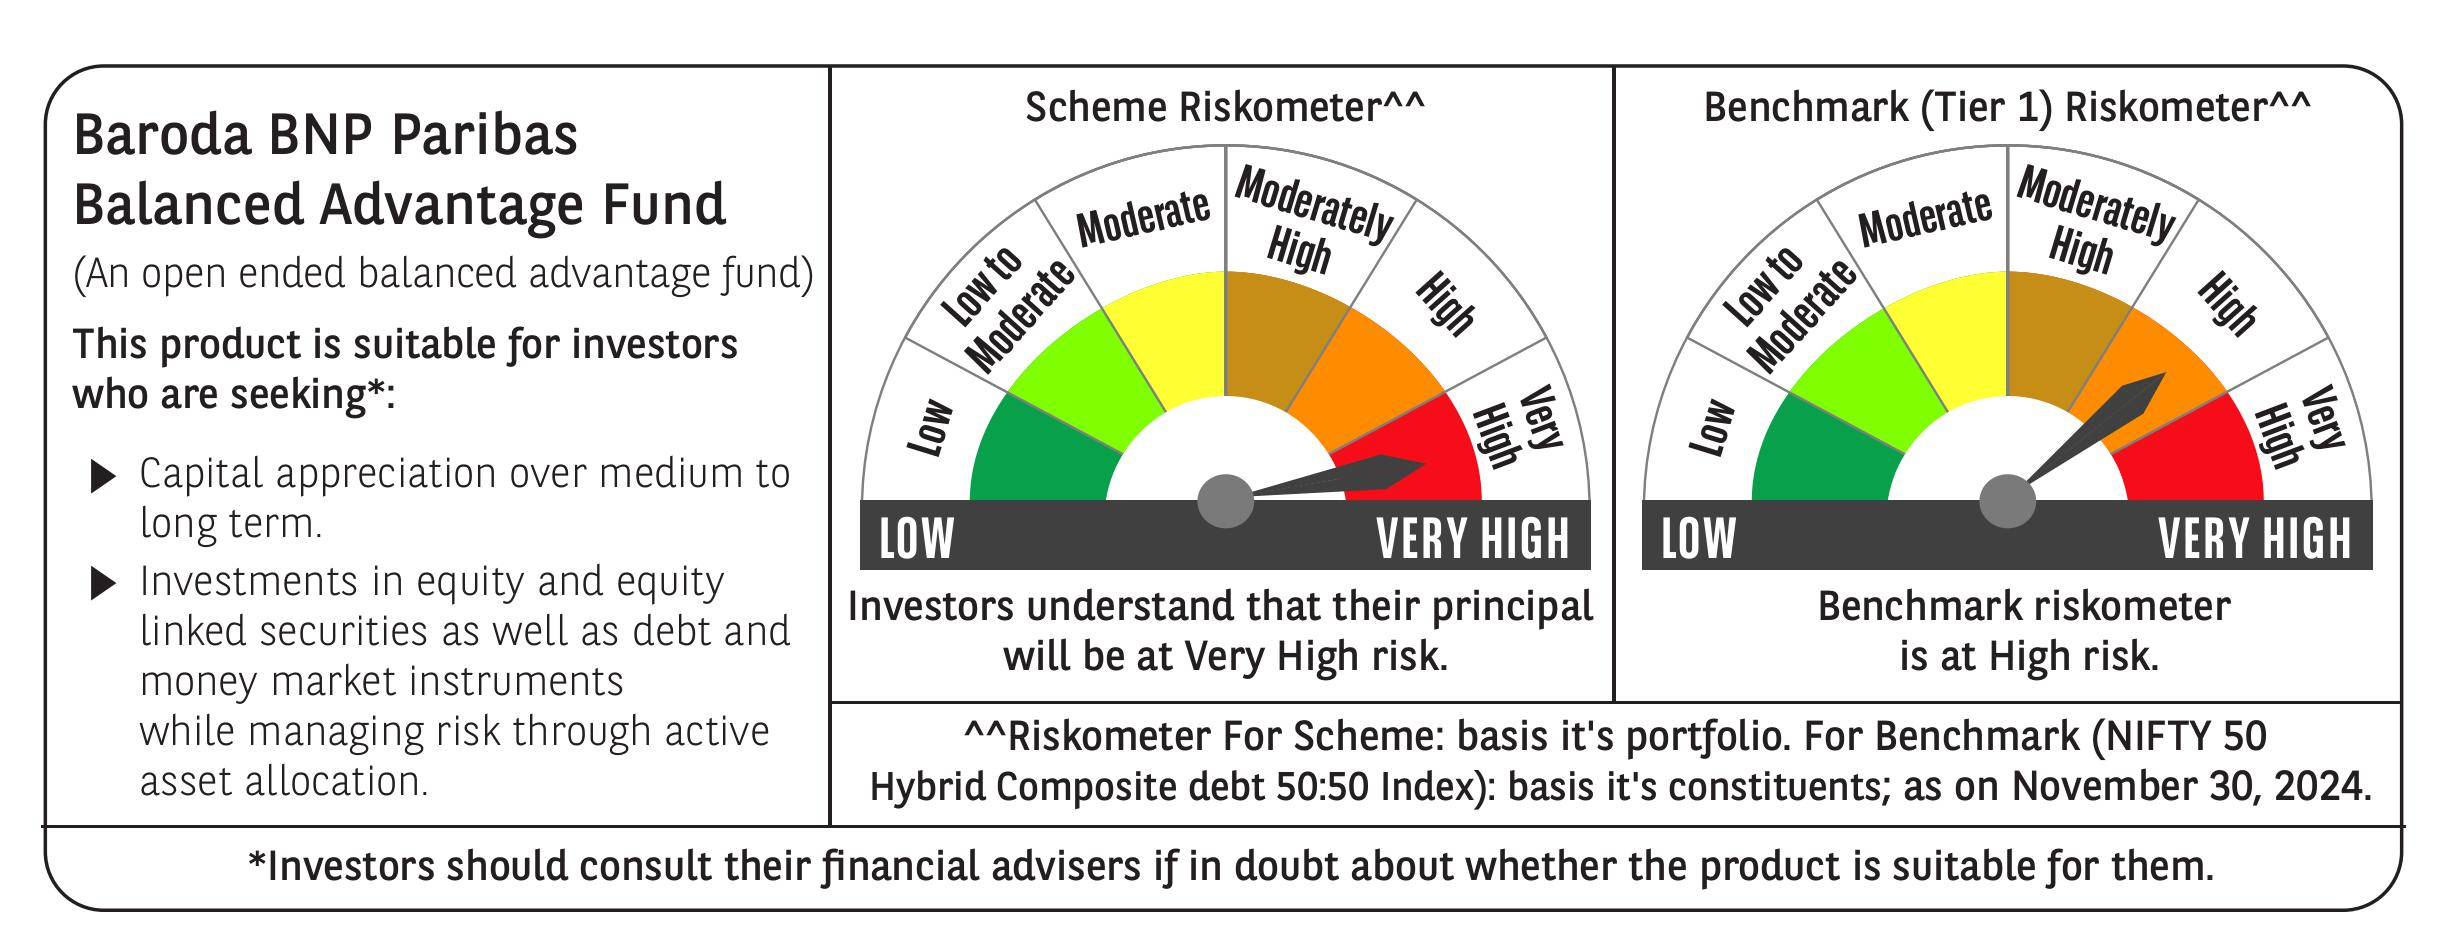 Baroda BNP Paribas
Balanced Advantage Fund
(An open ended balanced advantage fund)
This product is suitable for investors
who are seeking*:
Capital appreciation over medium to
long term.
Investments in equity and equity
linked securities as well as debt and
money market instruments
while managing risk through active
asset allocation.
Scheme Riskometer^^
Low
Low to
Moderate
Moderate
Moderately
High
High
Very
High
LOW
VERY HIGH
Investors understand that their principal
will be at Very High risk.
Benchmark (Tier 1) Riskometer^^
Low
Low to
Moderate
Moderate
Moderately
High
High
Very
High
LOW
VERY HIGH
Benchmark riskometer
is at High risk.
^^Riskometer For Scheme: basis it's portfolio. For Benchmark (NIFTY 50
Hybrid Composite debt 50:50 Index): basis it's constituents; as on November 30, 2024.
*Investors should consult their financial advisers if in doubt about whether the product is suitable for them.